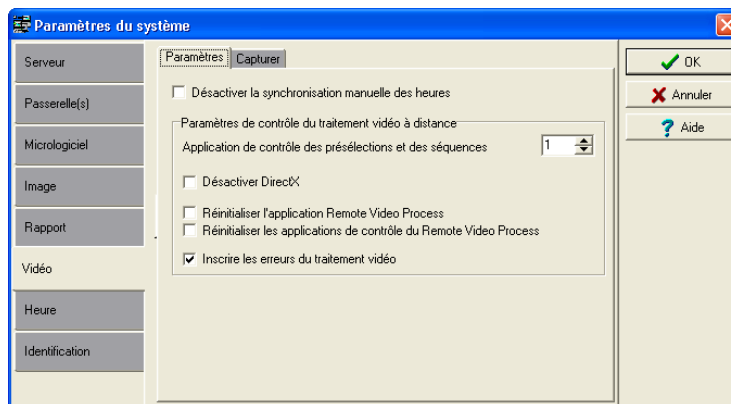 Paramètres du système
Serveur
Passerelle(s)
Micrologiciel
Image
Rapport
Vidéo
Heure
Identification
Paramètres
Capturer
Désactiver la synchronisation manuelle des heures
Paramètres de contrôle du traitement vidéo à distance
Application de contrôle des présélections et des séquences
1
Désactiver DirectX
Réinitialiser l'application Remote Video Process
Réinitialiser les applications de contrôle du Remote Video Process
Inscrire les erreurs du traitement vidéo
OK
Annuler
? Aide